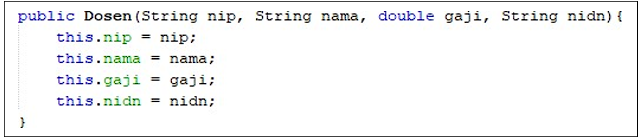 public Dosen(String nip, String nama, double gaji, String nidn){
    this.nip = nip;
    this.nama = nama;
    this.gaji = gaji;
    this.nidn = nidn;
}